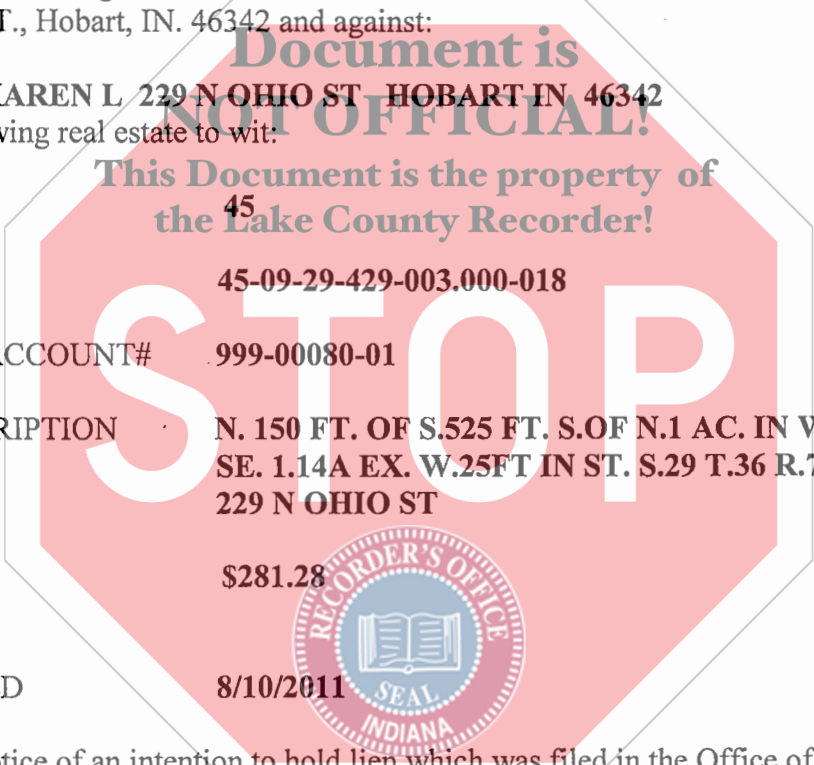 T., Hobart, IN. 46342 and against:
Document is
KAREN L 229 N OHIO ST HOBART IN 46342
NOT OFFICIAL!
ving real estate to wit:
This Document is the property of
45
the Lake County Recorder!
45-09-29-429-003.000-018
STOP
ACCOUNT# 999-00080-01
RIPTION N. 150 FT. OF S.525 FT. S.OF N.1 AC. IN W
SE. 1.14A EX. W.25FT IN ST. S.29 T.36 R.7
229 N OHIO ST
$281.28
RECORDER'S OFFICE
SEAL
INDIANA
D 8/10/2011
tice of an intention to hold lien which was filed in the Office of